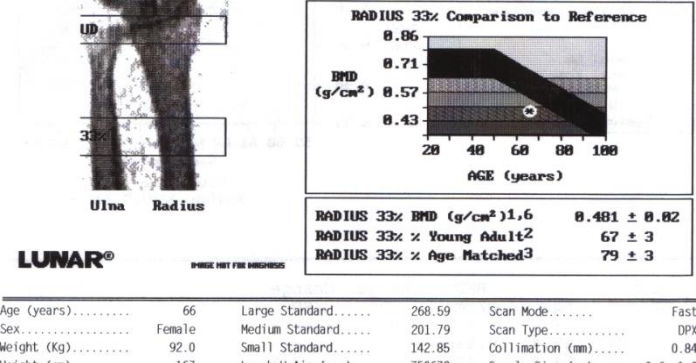 UD
33%
Ulna Radius
LUNAR®
IMAGE NOT FOR DIAGNOSIS
RADIUS 33% Comparison to Reference
BMD
(g/cm²)
0.86
0.71
0.57
0.43
20 40 60 80 100
AGE (years)
RADIUS 33% BMD (g/cm²)1,6 0.481 ± 0.02
RADIUS 33% % Young Adult2 67 ± 3
RADIUS 33% % Age Matched3 79 ± 3
Age (years)......... 66 Large Standard...... 268.59 Scan Mode....... Fast
Sex................. Female Medium Standard..... 201.79 Scan Type........... DPX
Weight (Kg)......... 92.0 Small Standard...... 142.85 Collimation (mm)..... 0.84